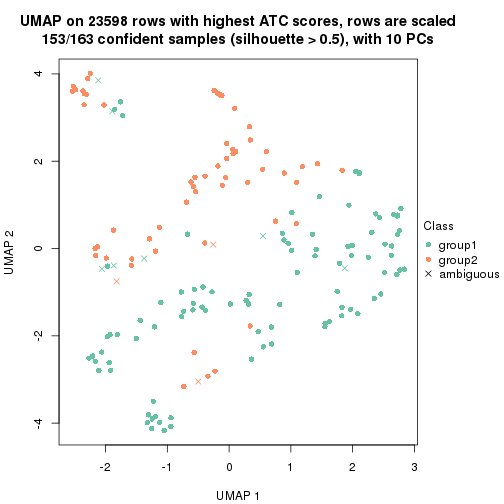 UMAP on 23598 rows with highest ATC scores, rows are scaled
153/163 confident samples (silhouette > 0.5), with 10 PCs
4
2
0
-2
-4
UMAP 2
-2
-1
0
1
2
3
UMAP 1
Class
group1
group2
ambiguous